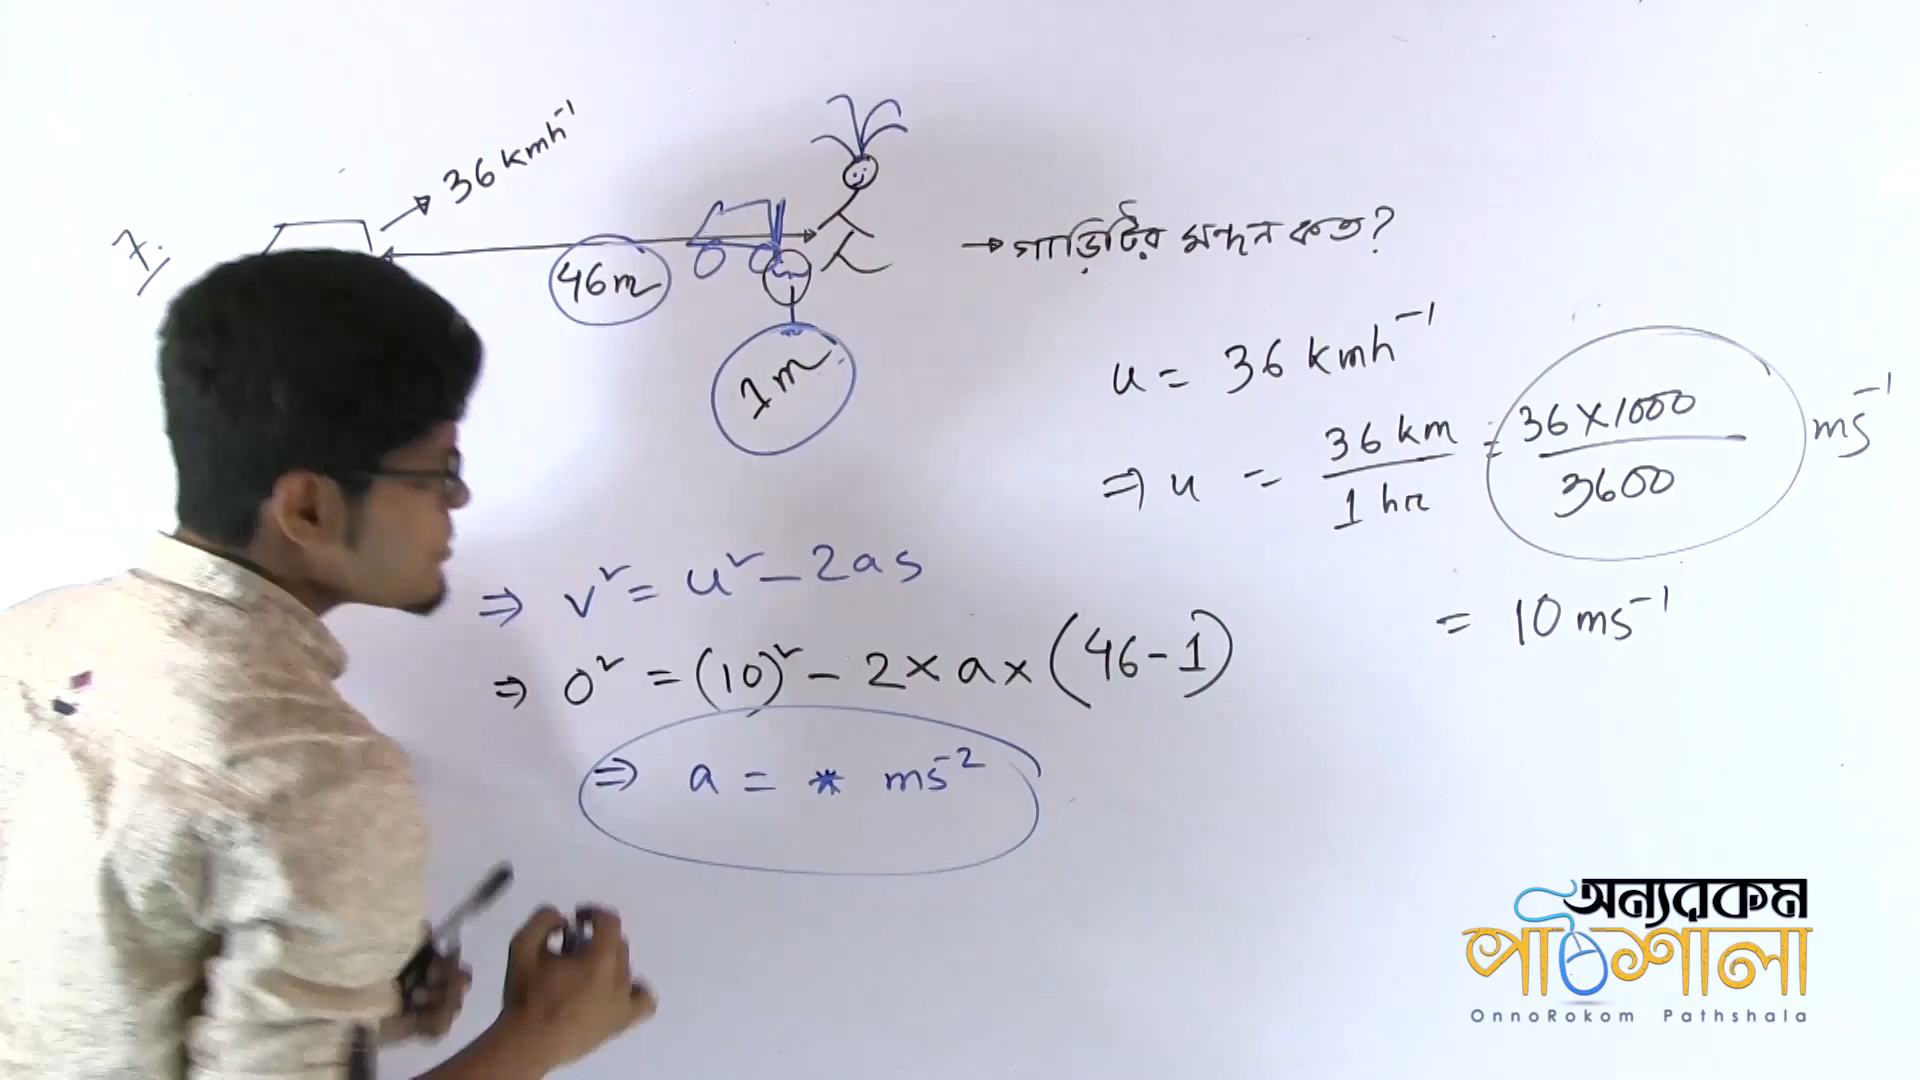 7.
36 kmh⁻¹
46m
1m
→ গাড়িটির মন্দন কত?
u = 36 kmh⁻¹
⇒ u = 36 km / 1 hr = 36×1000 / 3600 ms⁻¹
= 10 ms⁻¹
⇒ v² = u² - 2as
⇒ 0² = (10)² - 2 × a × (46-1)
⇒ a = * ms⁻²
অন্যরকম
পাঠশালা
OnnoRokom Pathshala